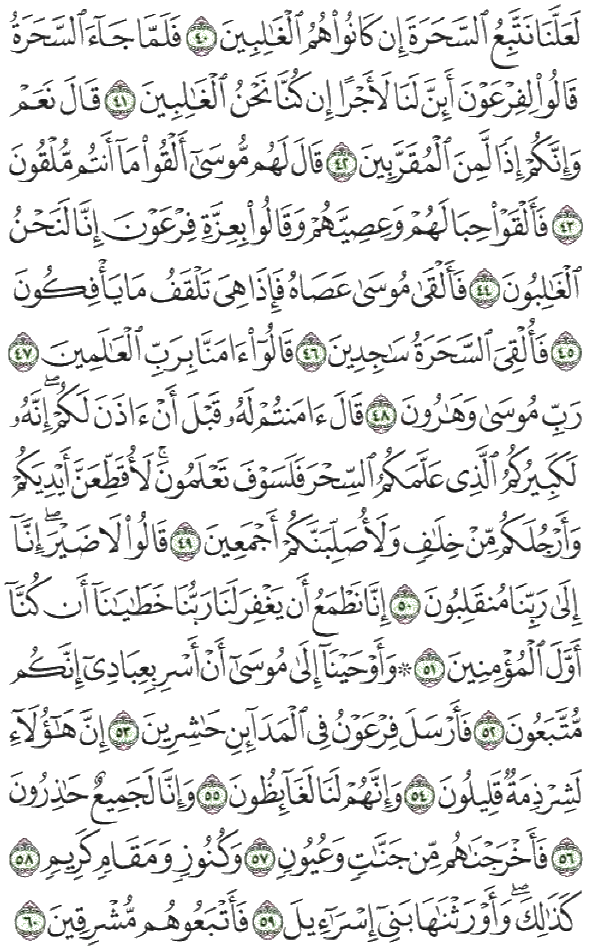 لَعَلَّنَا نَتَّبِعُ ٱلسَّحَرَةَ إِن كَانُوا۟ هُمُ ٱلْغَـٰلِبِينَ ٤٠ فَلَمَّا جَآءَ ٱلسَّحَرَةُ
قَالُوا۟ لِفِرْعَوْنَ أَئِنَّ لَنَا لَأَجْرًا إِن كُنَّا نَحْنُ ٱلْغَـٰلِبِينَ ٤١ قَالَ نَعَمْ
وَإِنَّكُمْ إِذًا لَّمِنَ ٱلْمُقَرَّبِينَ ٤٢ قَالَ لَهُم مُّوسَىٰٓ أَلْقُوا۟ مَآ أَنتُم مُّلْقُونَ
٤٣ فَأَلْقَوْا۟ حِبَالَهُمْ وَعِصِيَّهُمْ وَقَالُوا۟ بِعِزَّةِ فِرْعَوْنَ إِنَّا لَنَحْنُ
ٱلْغَـٰلِبُونَ ٤٤ فَأَلْقَىٰ مُوسَىٰ عَصَاهُ فَإِذَا هِىَ تَلْقَفُ مَا يَأْفِكُونَ
٤٥ فَأُلْقِىَ ٱلسَّحَرَةُ سَـٰجِدِينَ ٤٦ قَالُوٓا۟ ءَامَنَّا بِرَبِّ ٱلْعَـٰلَمِينَ ٤٧
رَبِّ مُوسَىٰ وَهَـٰرُونَ ٤٨ قَالَ ءَامَنتُمْ لَهُۥ قَبْلَ أَنْ ءَاذَنَ لَكُمْ ۖ إِنَّهُۥ
لَكَبِيرُكُمُ ٱلَّذِى عَلَّمَكُمُ ٱلسِّحْرَ فَلَسَوْفَ تَعْلَمُونَ ۚ لَأُقَطِّعَنَّ أَيْدِيَكُمْ
وَأَرْجُلَكُم مِّنْ خِلَـٰفٍ وَلَأُصَلِّبَنَّكُمْ أَجْمَعِينَ ٤٩ قَالُوا۟ لَا ضَيْرَ ۖ إِنَّآ
إِلَىٰ رَبِّنَا مُنقَلِبُونَ ٥٠ إِنَّا نَطْمَعُ أَن يَغْفِرَ لَنَا رَبُّنَا خَطَـٰيَـٰنَآ أَن كُنَّآ
أَوَّلَ ٱلْمُؤْمِنِينَ ٥١ ۞ وَأَوْحَيْنَآ إِلَىٰ مُوسَىٰٓ أَنْ أَسْرِ بِعِبَادِىٓ إِنَّكُم
مُّتَّبَعُونَ ٥٢ فَأَرْسَلَ فِرْعَوْنُ فِى ٱلْمَدَآئِنِ حَـٰشِرِينَ ٥٣ إِنَّ هَـٰٓؤُلَآءِ
لَشِرْذِمَةٌ قَلِيلُونَ ٥٤ وَإِنَّهُمْ لَنَا لَغَآئِظُونَ ٥٥ وَإِنَّا لَجَمِيعٌ حَـٰذِرُونَ
٥٦ فَأَخْرَجْنَـٰهُم مِّن جَنَّـٰتٍ وَعُيُونٍ ٥٧ وَكُنُوزٍ وَمَقَامٍ كَرِيمٍ ٥٨
كَذَٰلِكَ ۖ وَأَوْرَثْنَـٰهَا بَنِىٓ إِسْرَٰٓءِيلَ ٥٩ فَأَتْبَعُوهُم مُّشْرِقِينَ ٦٠